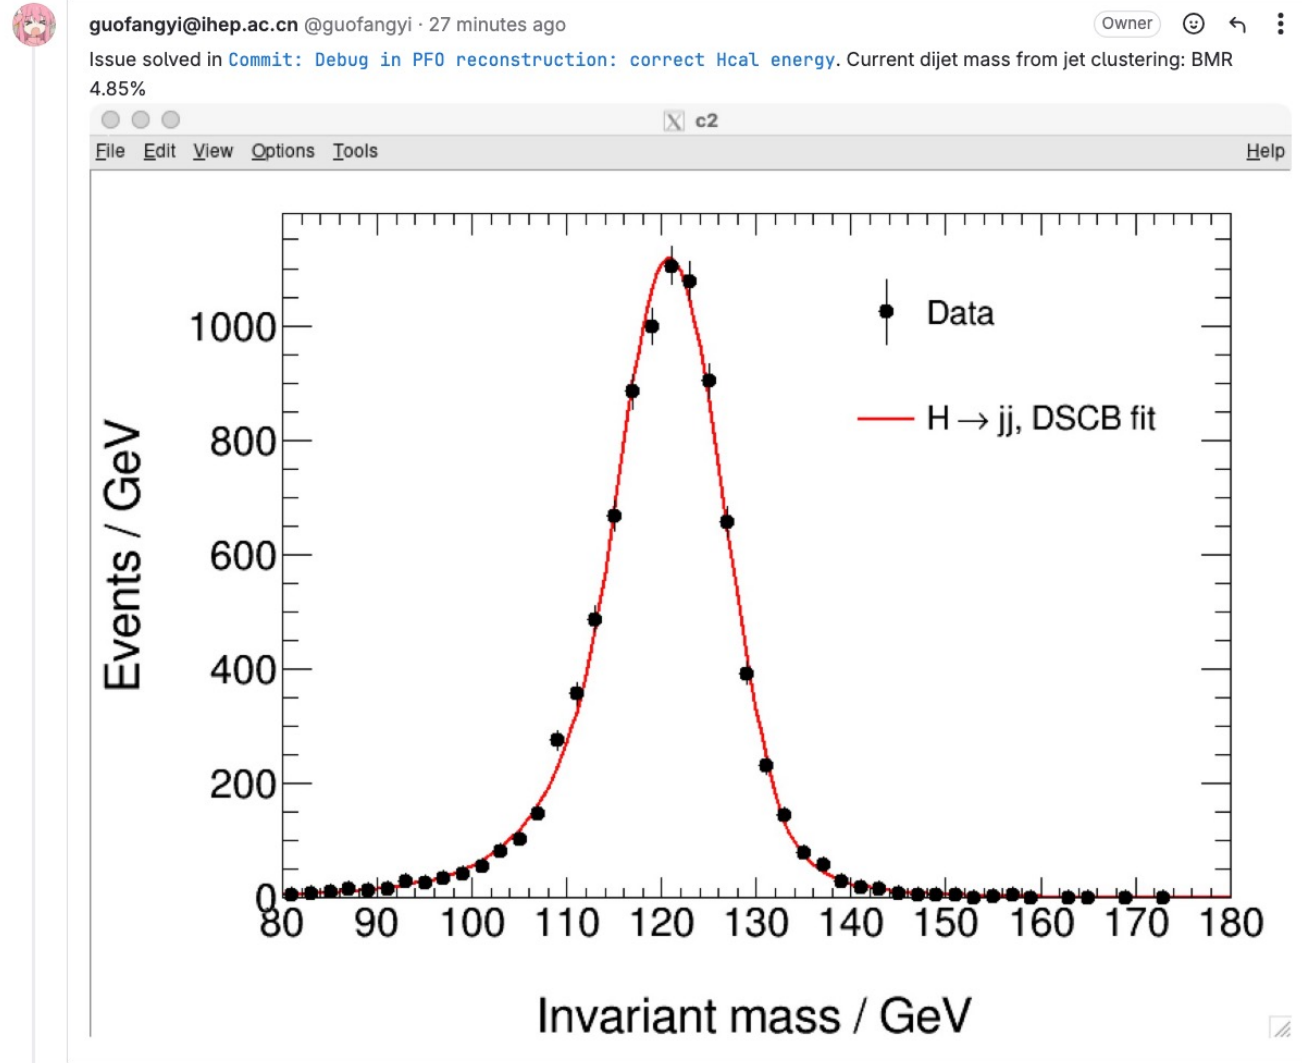 guofangyi@ihep.ac.cn @guofangyi · 27 minutes ago Owner
Issue solved in Commit: Debug in PFO reconstruction: correct Hcal energy. Current dijet mass from jet clustering: BMR
4.85%
c2
File Edit View Options Tools Help
Data
H → jj, DSCB fit
Events / GeV
1000
800
600
400
200
0
80 90 100 110 120 130 140 150 160 170 180
Invariant mass / GeV